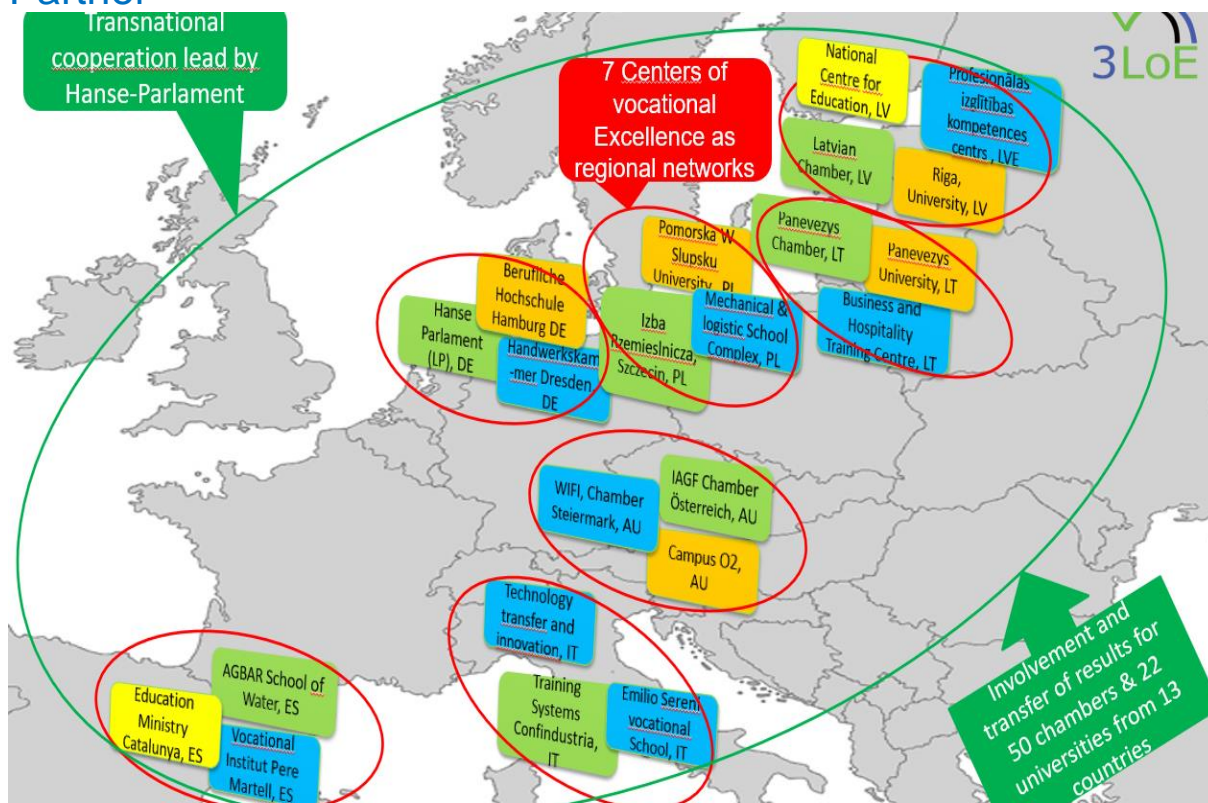 Partner
Transnational
cooperation lead by
Hanse-Parlament
7 Centers of
vocational
Excellence as
regional networks
3LoE
National
Centre for
Education, LV
Profesionālās
izglītības
kompetences
centrs , LVE
Latvian
Chamber, LV
Riga,
University, LV
Pomorska W
Slupsku
University, PL
Panevezys
Chamber, LT
Panevezys
University, LT
Berufliche
Hochschule
Hamburg DE
Hanse
Parlament
(LP), DE
Handwerkskam
-mer Dresden,
DE
Izba
Rzemieslnicza,
Szczecin, PL
Mechanical &
logistic School
Complex, PL
Business and
Hospitality
Training Centre, LT
WIFI, Chamber
Steiermark, AU
IAGF Chamber
Österreich, AU
Campus O2,
AU
Technology
transfer and
innovation, IT
Training
Systems
Confindustria,
IT
Emilio Sereni
vocational
School, IT
AGBAR School of
Water, ES
Education
Ministry
Catalunya, ES
Vocational
Institut Pere
Martell, ES
Involvement and
transfer of results for
50 chambers & 22
universities from 13
countries